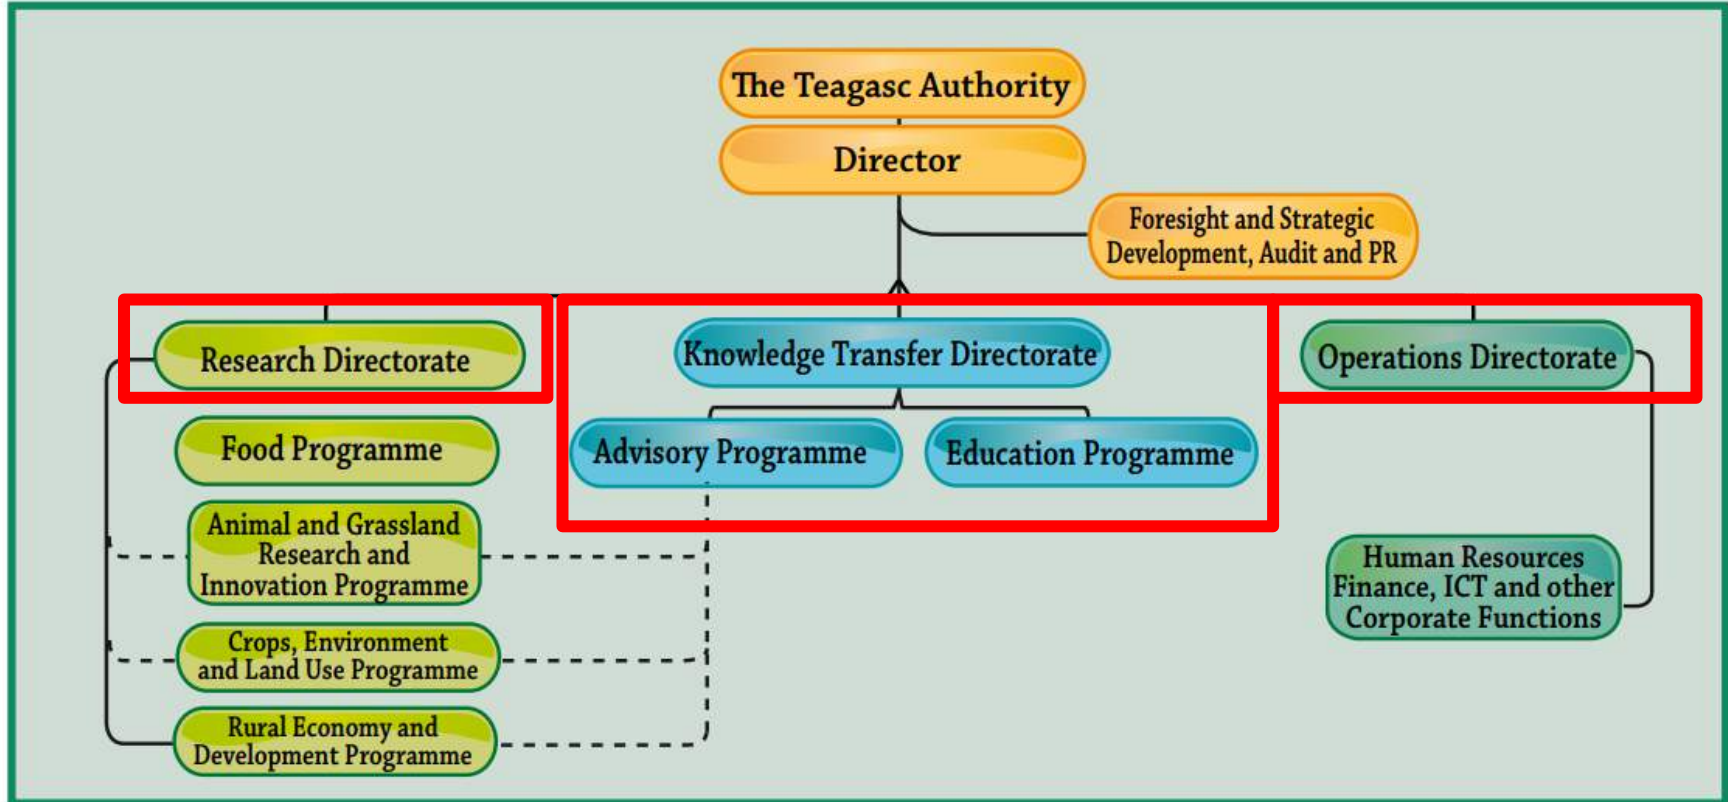 The Teagasc Authority
Director
Foresight and Strategic
Development, Audit and PR
Research Directorate
Knowledge Transfer Directorate
Operations Directorate
Food Programme
Advisory Programme
Education Programme
Animal and Grassland
Research and
Innovation Programme
Human Resources
Finance, ICT and other
Corporate Functions
Crops, Environment
and Land Use Programme
Rural Economy and
Development Programme